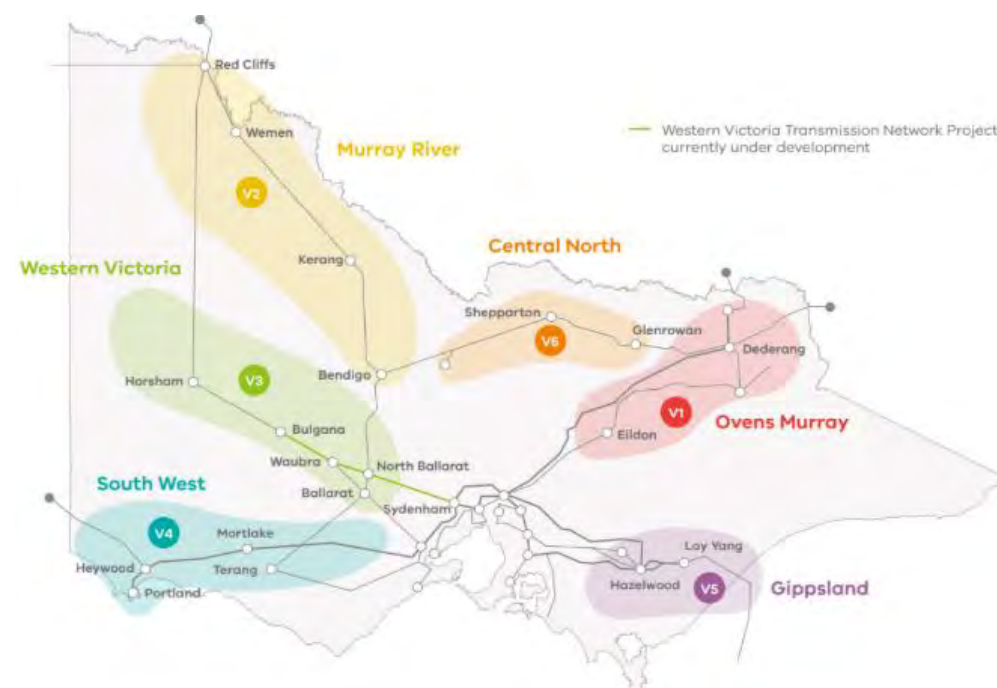 Red Cliffs
Wemen
Western Victoria Transmission Network Project
currently under development
Murray River
V2
Central North
Kerang
Western Victoria
Shepparton
Glenrowan
V6
Dederang
Bendigo
V3
Horsham
V1
Ovens Murray
Bulgana
Eildon
Waubra
North Ballarat
South West
Ballarat
Sydenham
V4
Mortlake
Loy Yang
Heywood
Terang
Hazelwood
V5
Gippsland
Portland